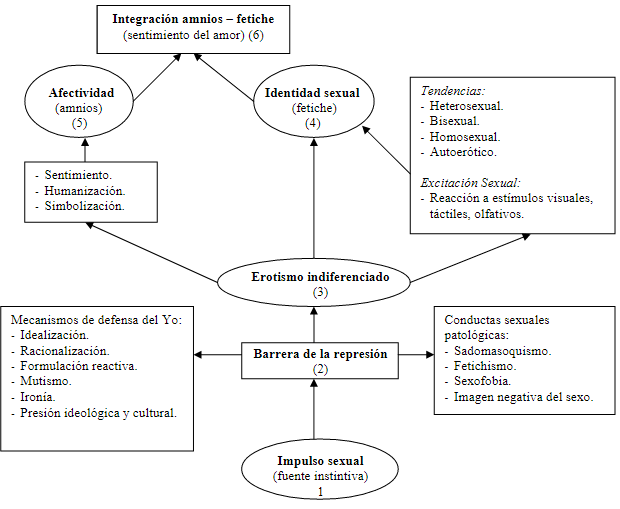 Integración amnios – fetiche
(sentimiento del amor) (6)
Afectividad
(amnios)
(5)
Identidad sexual
(fetiche)
(4)
Tendencias:
- Heterosexual.
- Bisexual.
- Homosexual.
- Autoerótico.
Excitación Sexual:
- Reacción a estímulos visuales,
táctiles, olfativos.
- Sentimiento.
- Humanización.
- Simbolización.
Erotismo indiferenciado
(3)
Mecanismos de defensa del Yo:
- Idealización.
- Racionalización.
- Formulación reactiva.
- Mutismo.
- Ironía.
- Presión ideológica y cultural.
Barrera de la represión
(2)
Conductas sexuales
patológicas:
- Sadomasoquismo.
- Fetichismo.
- Sexofobia.
- Imagen negativa del sexo.
Impulso sexual
(fuente instintiva)
1